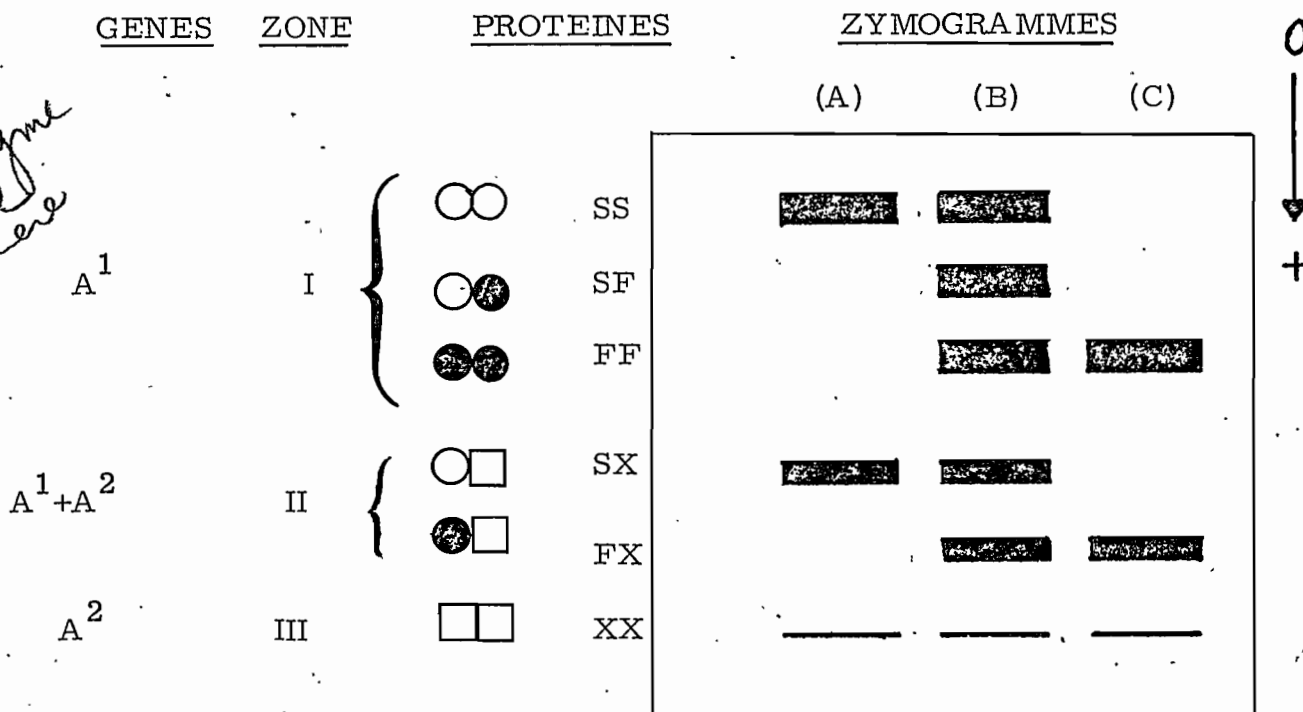 GENES ZONE PROTEINES ZYMOGRAMMES
(A) (B) (C)
SS
A¹ I SF
+
FF
SX
A¹+A² II
FX
A² III XX